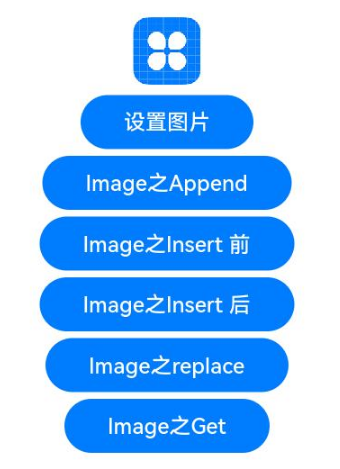 设置图片
Image之Append
Image之Insert 前
Image之Insert 后
Image之replace
Image之Get